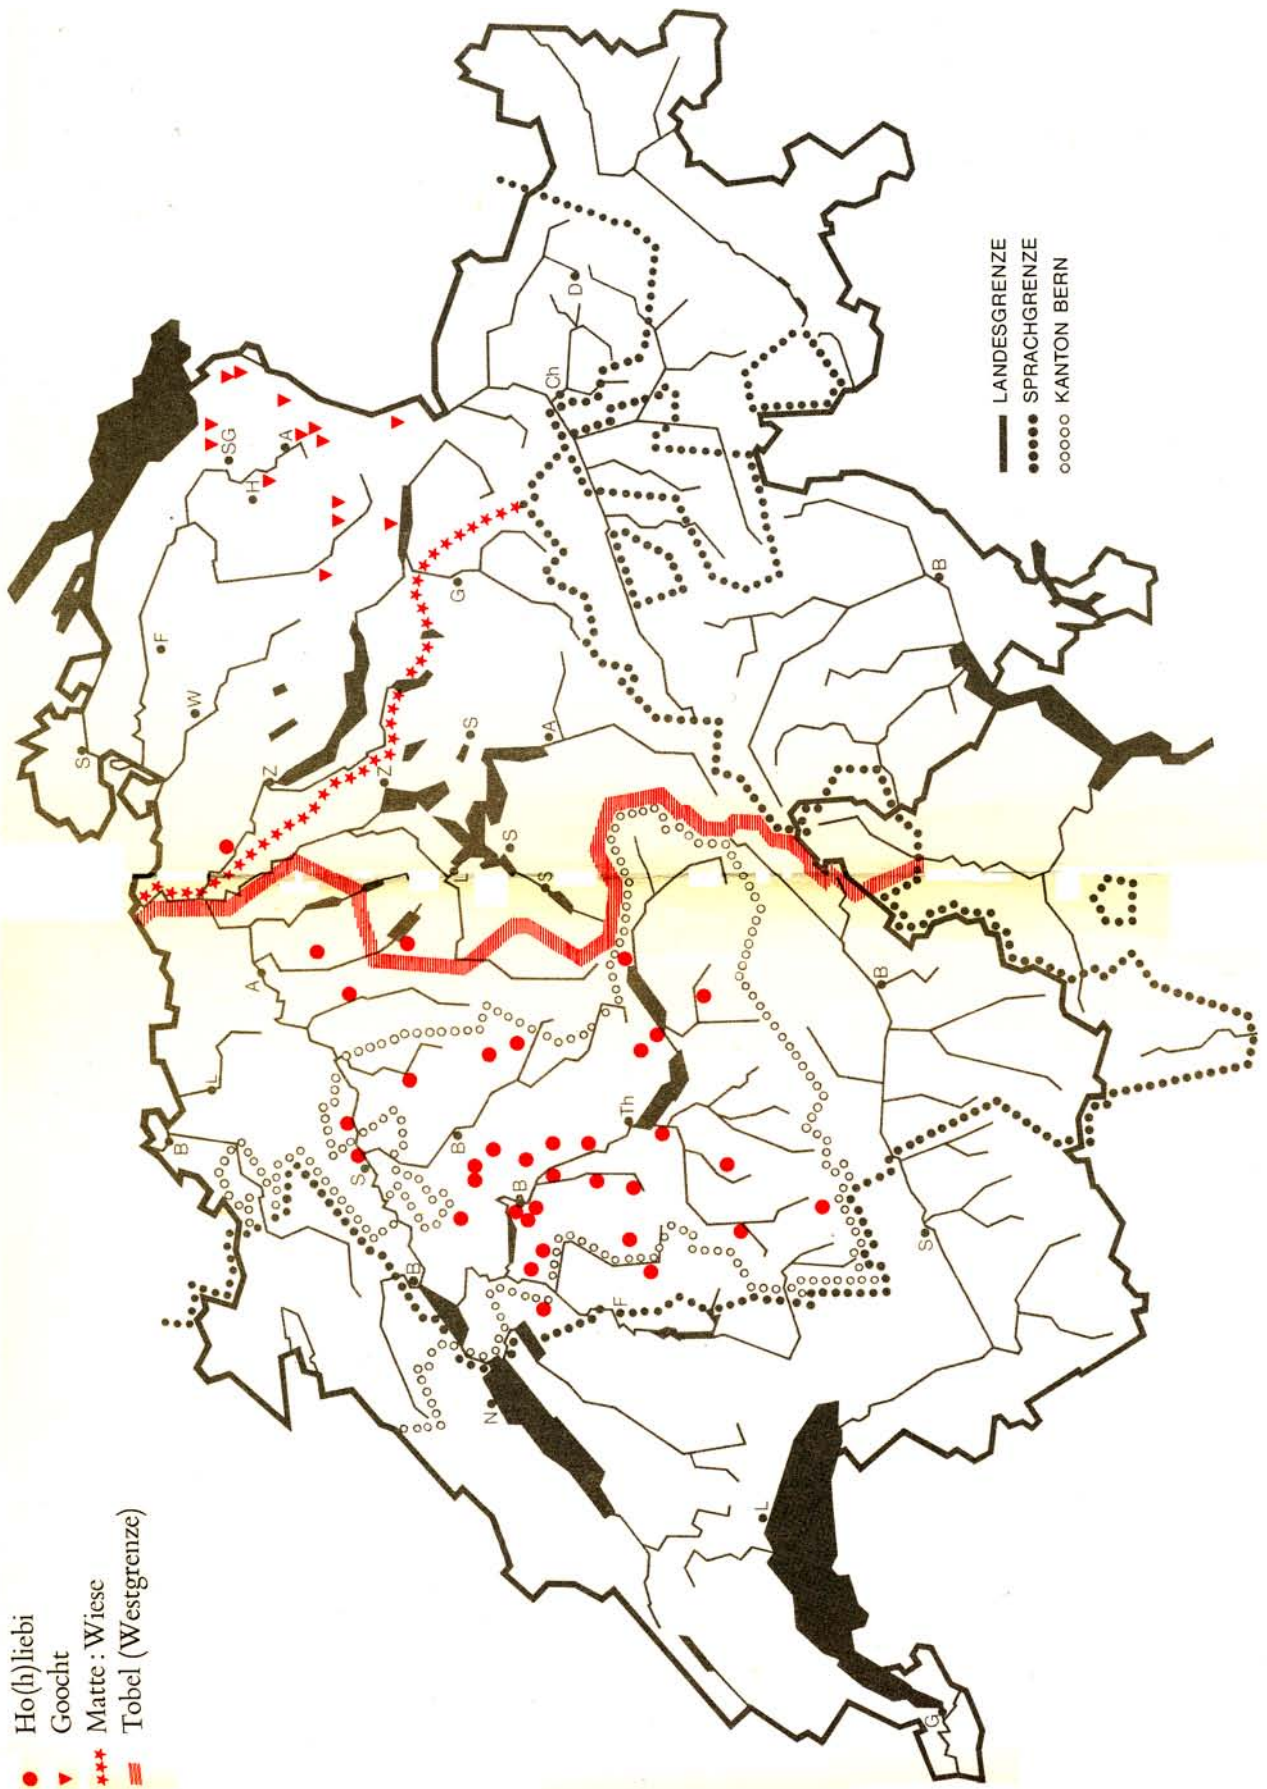 Ho(h)liebi
Goocht
Matte : Wiese
Tobel (Westgrenze)
S
F
B
W
L
SG
H
A
Z
A
S
Z
B
B
G
L
S
N
S
B
S
A
Ch
D
F
Th
L
B
S
G
B
LANDESGRENZE
SPRACHGRENZE
KANTON BERN